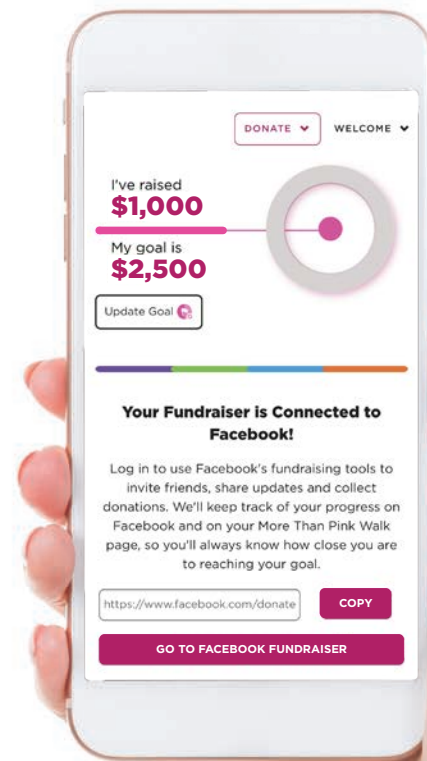 DONATE WELCOME
I've raised
$1,000
My goal is
$2,500
Update Goal
Your Fundraiser is Connected to
Facebook!
Log in to use Facebook's fundraising tools to
invite friends, share updates and collect
donations. We'll keep track of your progress on
Facebook and on your More Than Pink Walk
page, so you'll always know how close you are
to reaching your goal.
https://www.facebook.com/donate COPY
GO TO FACEBOOK FUNDRAISER